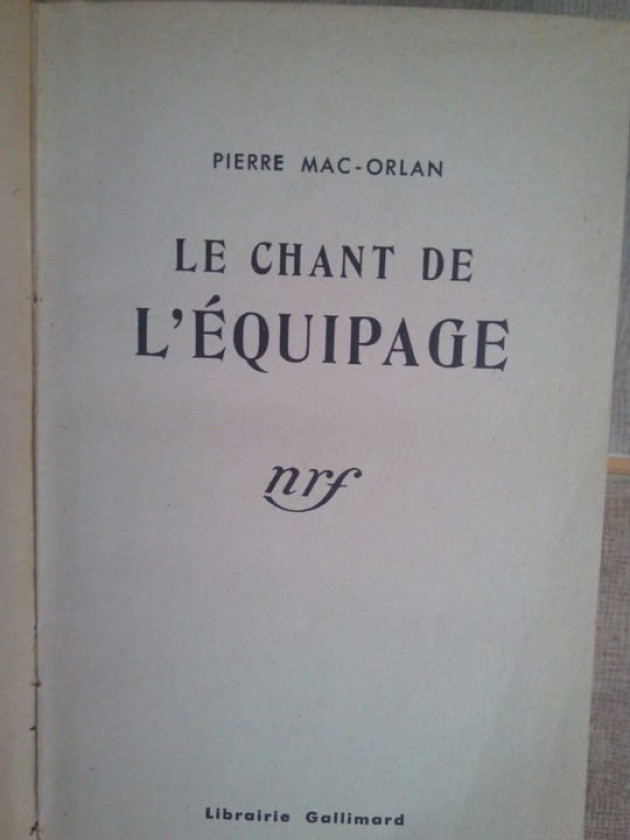 PIERRE MAC-ORLAN
LE CHANT DE
L'ÉQUIPAGE
nrf
Librairie Gallimard